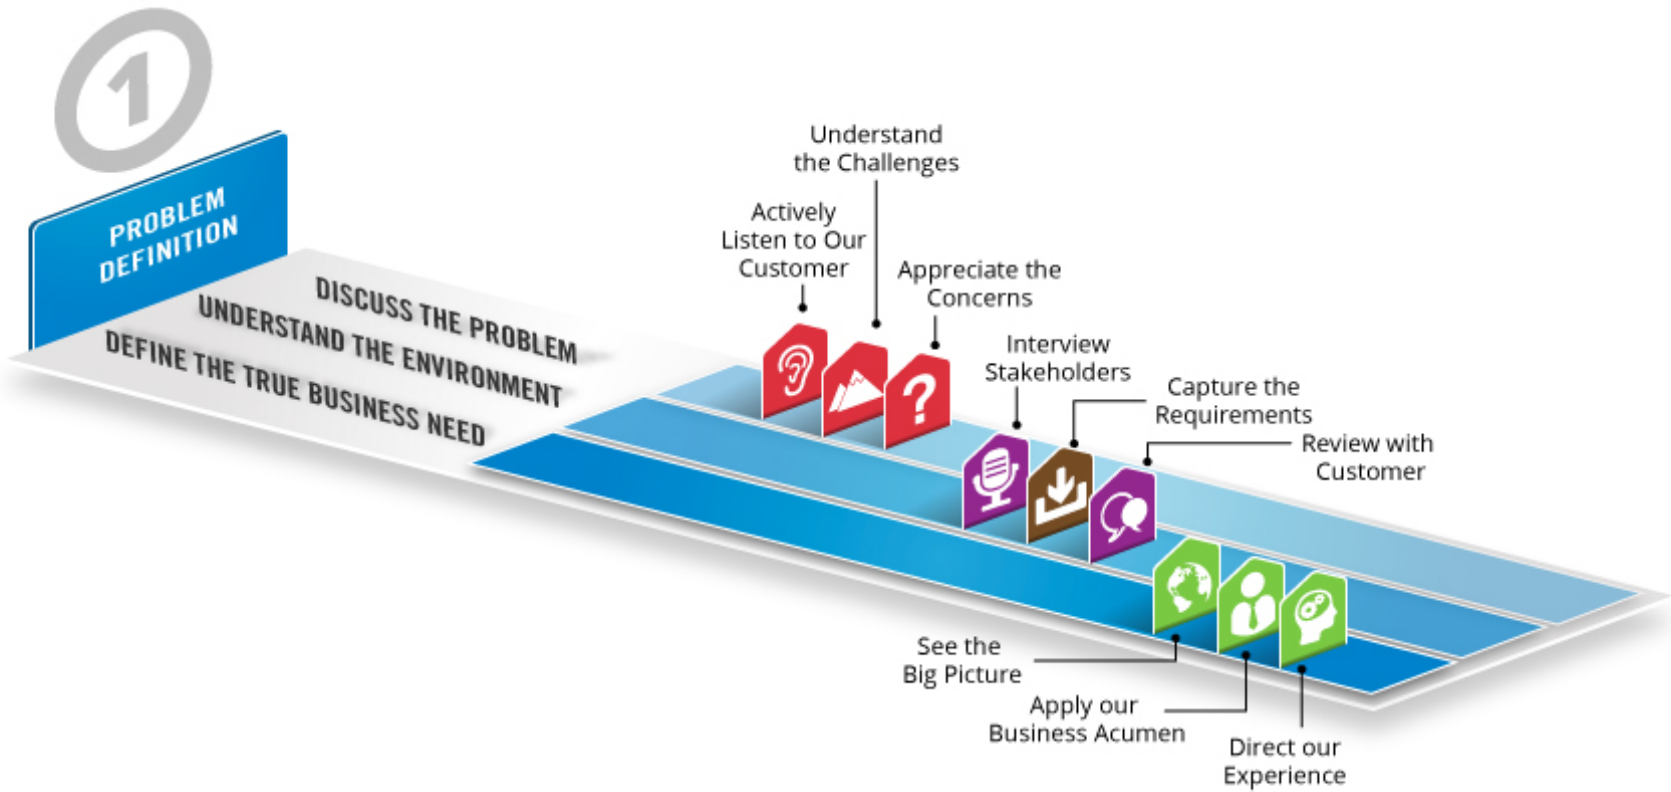 1
PROBLEM
DEFINITION
DISCUSS THE PROBLEM
UNDERSTAND THE ENVIRONMENT
DEFINE THE TRUE BUSINESS NEED
Understand
the Challenges
Actively
Listen to Our
Customer
Appreciate the
Concerns
?
Interview
Stakeholders
Capture the
Requirements
Review with
Customer
See the
Big Picture
Apply our
Business Acumen
Direct our
Experience